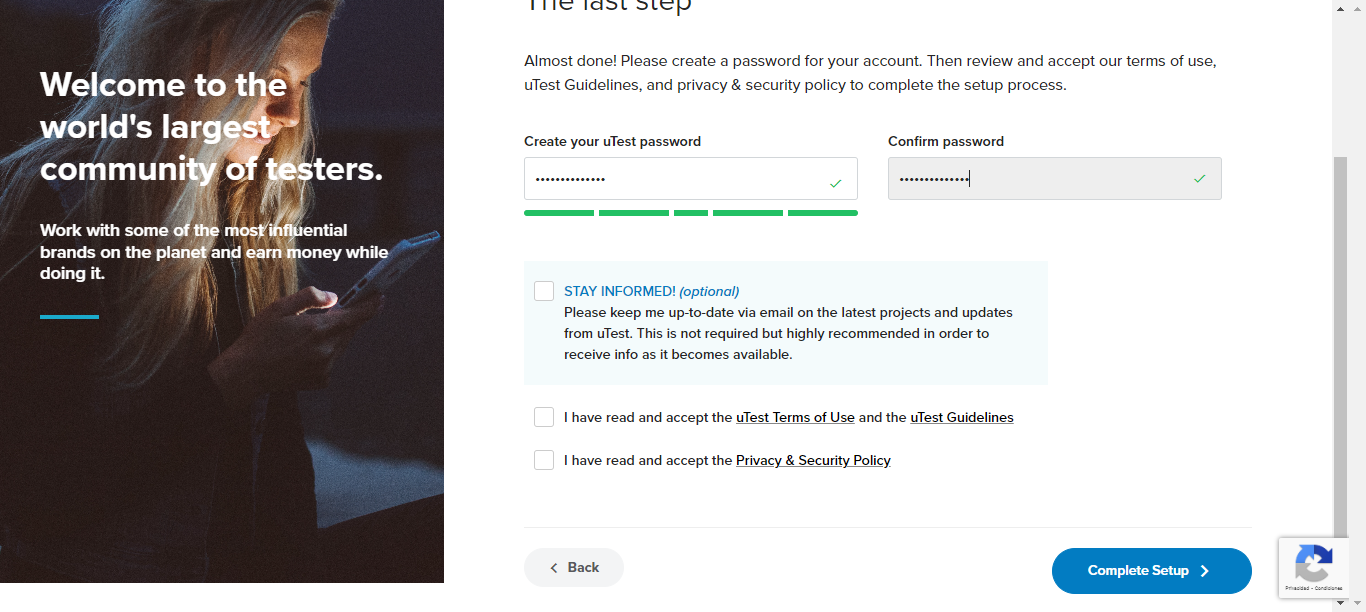 The last step
Welcome to the
world's largest
community of testers.
Work with some of the most influential
brands on the planet and earn money while
doing it.
Almost done! Please create a password for your account. Then review and accept our terms of use,
uTest Guidelines, and privacy & security policy to complete the setup process.
Create your uTest password
Confirm password
••••••••••••••
••••••••••••••
STAY INFORMED! (optional)
Please keep me up-to-date via email on the latest projects and updates
from uTest. This is not required but highly recommended in order to
receive info as it becomes available.
I have read and accept the uTest Terms of Use and the uTest Guidelines
I have read and accept the Privacy & Security Policy
Back
Complete Setup
Privacidad - Condiciones